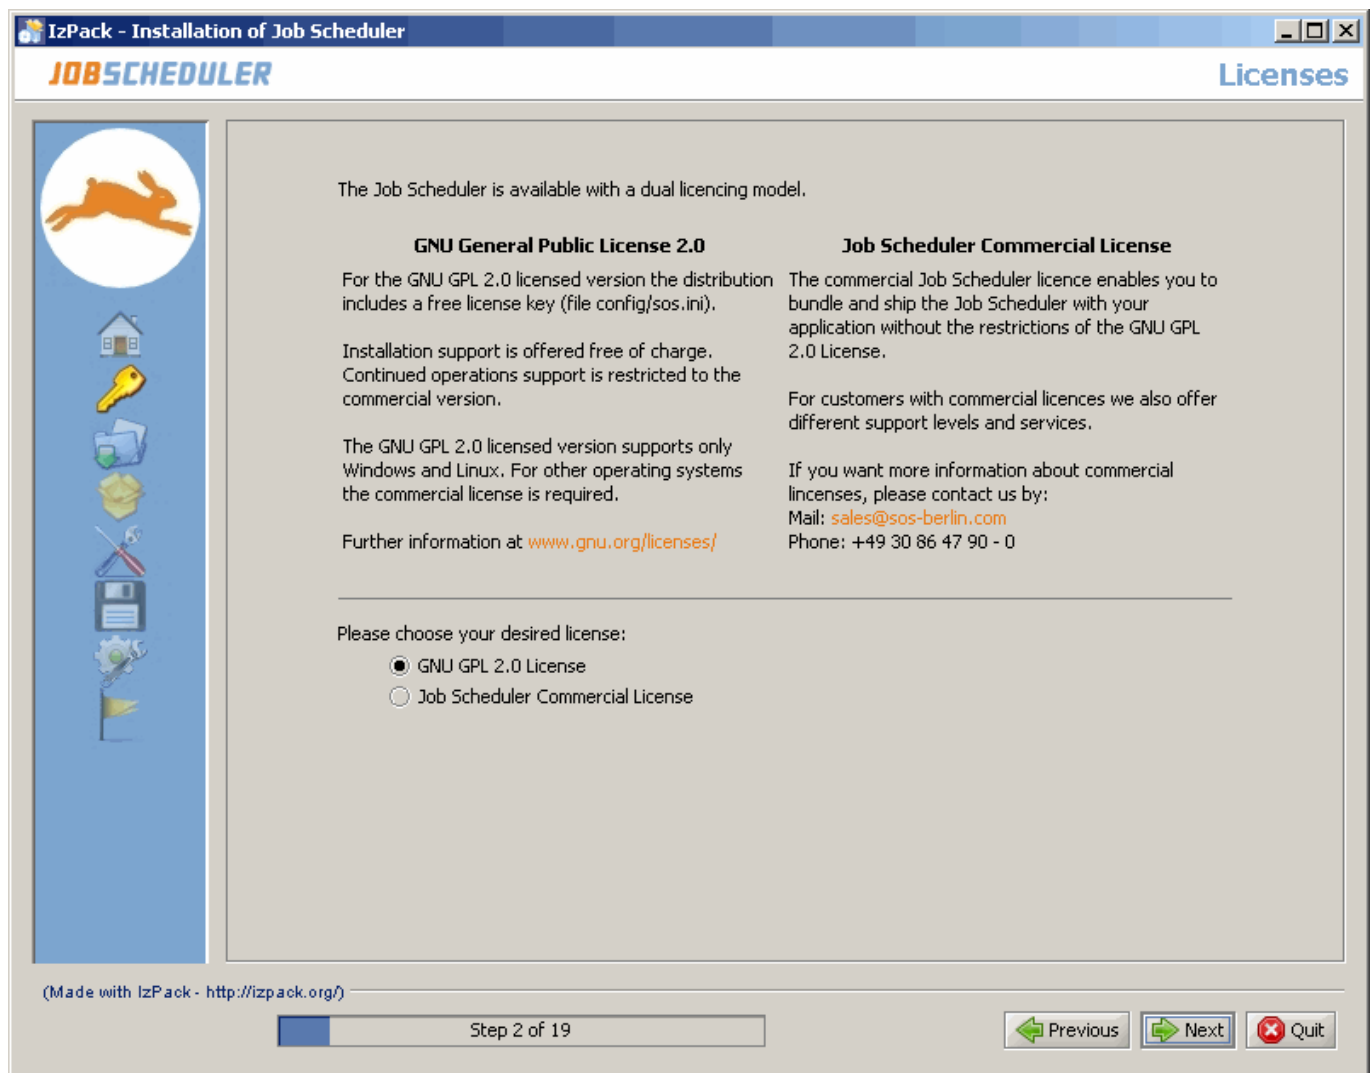 IzPack - Installation of Job Scheduler
JOBSCHEDULER
Licenses
The Job Scheduler is available with a dual licencing model.
GNU General Public License 2.0
For the GNU GPL 2.0 licensed version the distribution
includes a free license key (file config/sos.ini).
Installation support is offered free of charge.
Continued operations support is restricted to the
commercial version.
The GNU GPL 2.0 licensed version supports only
Windows and Linux. For other operating systems
the commercial license is required.
Further information at www.gnu.org/licenses/
Job Scheduler Commercial License
The commercial Job Scheduler licence enables you to
bundle and ship the Job Scheduler with your
application without the restrictions of the GNU GPL
2.0 License.
For customers with commercial licences we also offer
different support levels and services.
If you want more information about commercial
lincenses, please contact us by:
Mail: sales@sos-berlin.com
Phone: +49 30 86 47 90 - 0
Please choose your desired license:
GNU GPL 2.0 License
Job Scheduler Commercial License
(Made with IzPack - http://izpack.org/)
Step 2 of 19
Previous
Next
Quit